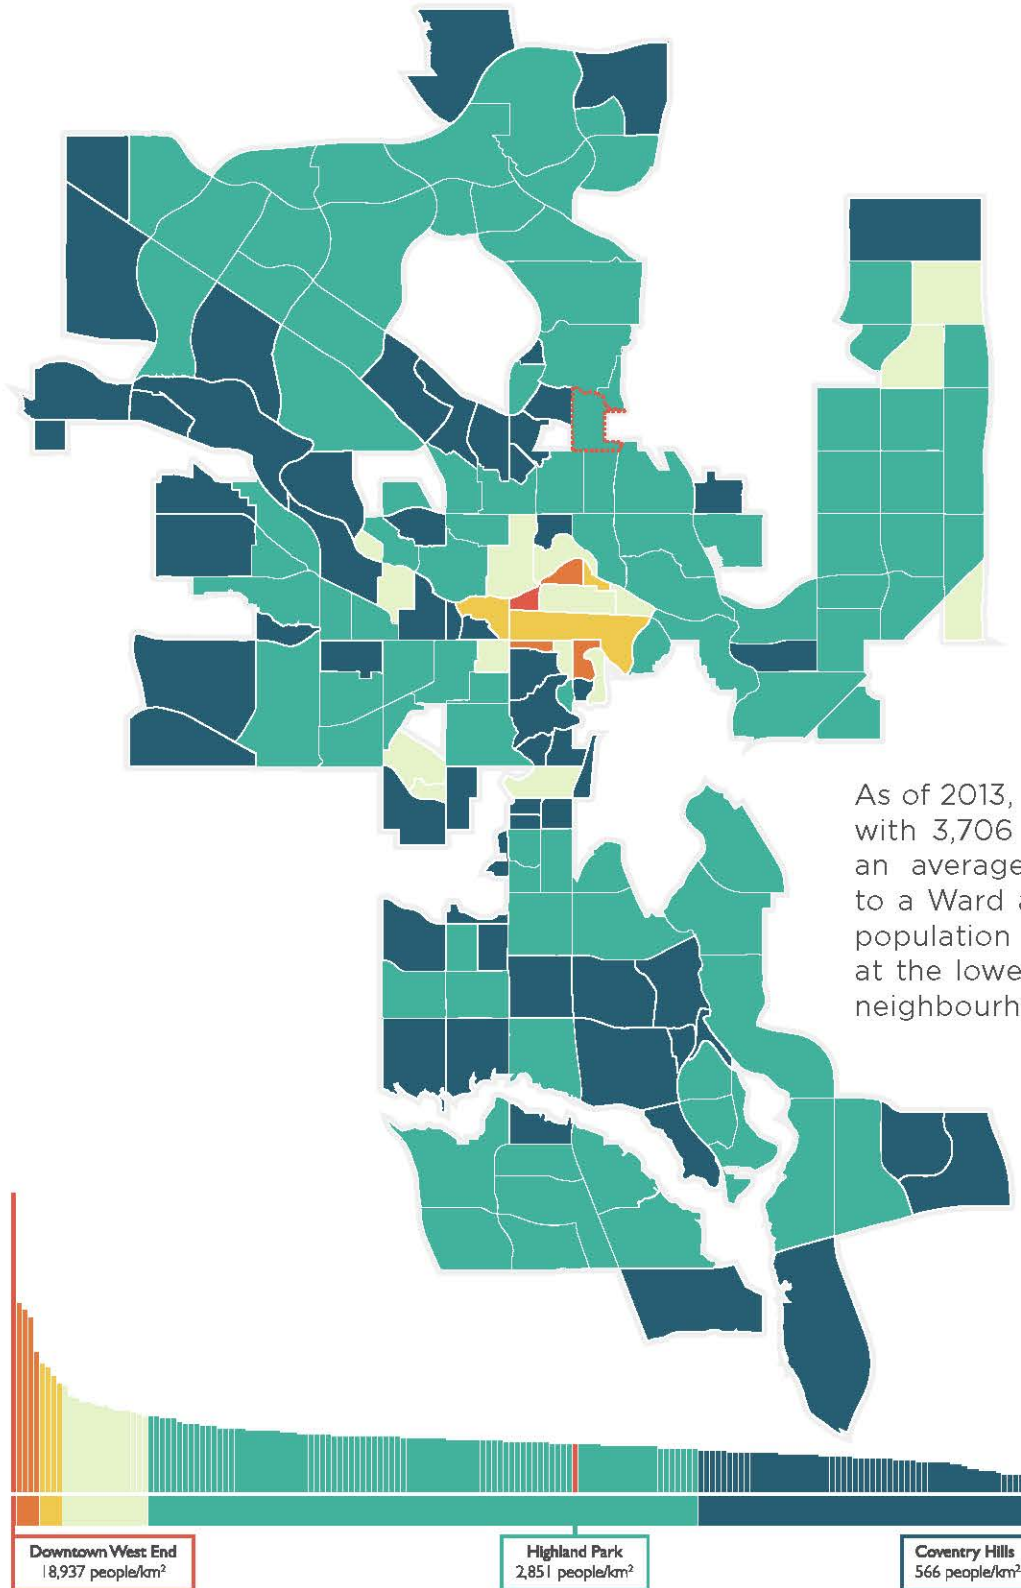 As of 2013,
with 3,706
an average
to a Ward a
population
at the lowe
neighbourh
Downtown West End
18,937 people/km²
Highland Park
2,851 people/km²
Coventry Hills
566 people/km²